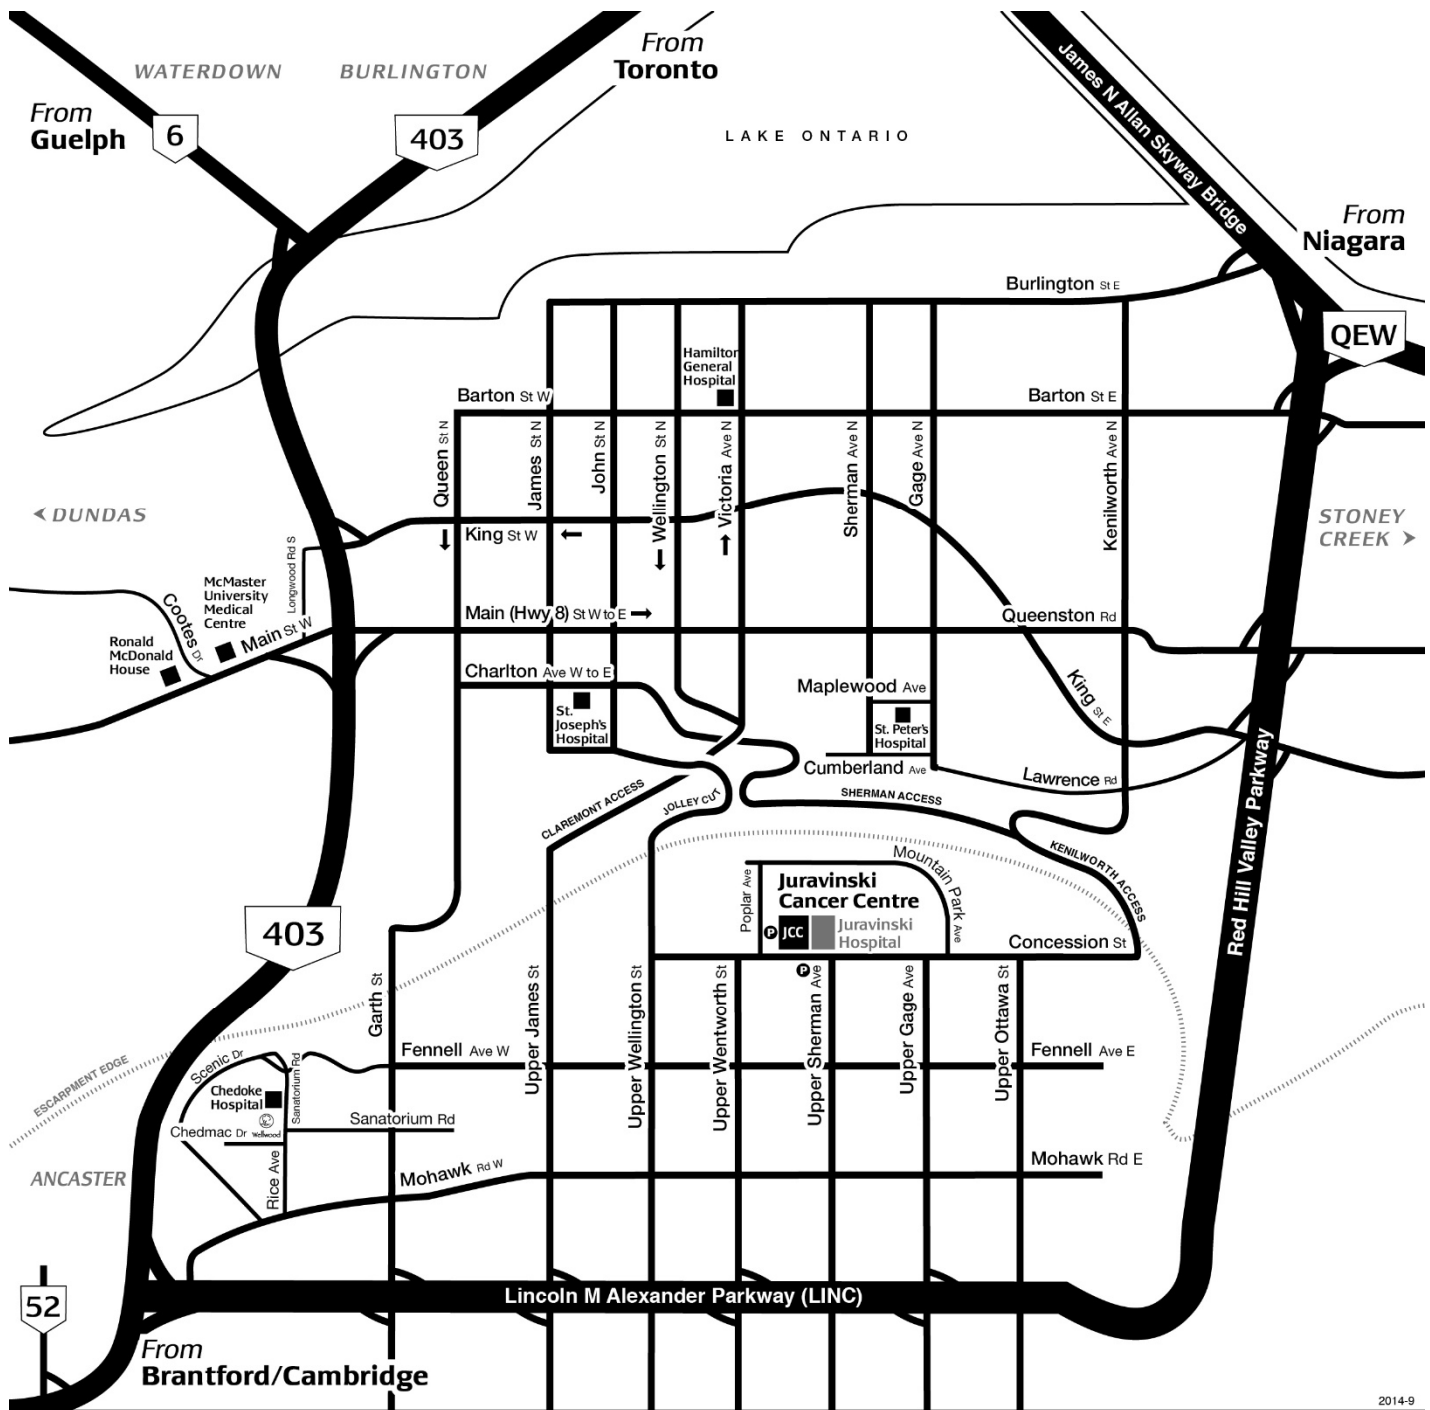 From
Toronto
WATERDOWN
BURLINGTON
From
Guelph
6
403
LAKE ONTARIO
James N Allan Skyway Bridge
From
Niagara
Burlington St E
QEW
Hamilton
General
Hospital
Barton St W
Barton St E
Queen St N
James St N
John St N
Wellington St N
Victoria Ave N
Sherman Ave N
Gage Ave N
Kenilworth Ave N
DUNDAS
STONEY
CREEK
King St W
Longwood Rd S
McMaster
University
Medical
Centre
Cootes Dr
Main St W
Ronald
McDonald
House
Main (Hwy 8) St W to E
Queenston Rd
Charlton Ave W to E
Maplewood Ave
King St E
St.
Joseph's
Hospital
St. Peter's
Hospital
Cumberland Ave
Lawrence Rd
CLAREMONT ACCESS
JOLLEY CUT
SHERMAN ACCESS
KENILWORTH ACCESS
Red Hill Valley Parkway
Mountain Park Ave
Poplar Ave
Juravinski
Cancer Centre
P
JCC
Juravinski
Hospital
403
Concession St
P
Garth St
Upper James St
Upper Wellington St
Upper Wentworth St
Upper Sherman Ave
Upper Gage Ave
Upper Ottawa St
Fennell Ave W
Fennell Ave E
ESCARPMENT EDGE
Scenic Dr
Sanatorium Rd
Chedoke
Hospital
Wellwood
Sanatorium Rd
Chedmac Dr
Rice Ave
ANCASTER
Mohawk Rd W
Mohawk Rd E
52
Lincoln M Alexander Parkway (LINC)
From
Brantford/Cambridge
2014-9